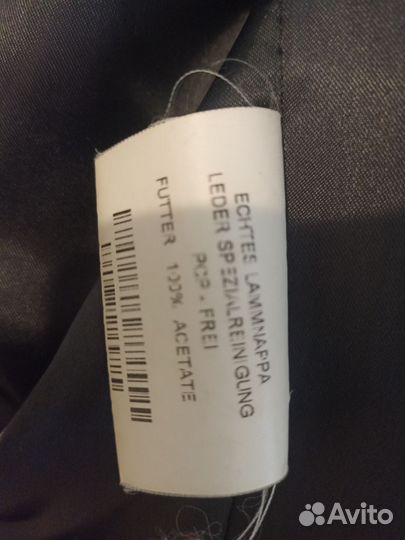 ECHTES LAMMNAPPA
LEDER SPEZIALREINIGUNG
PCP - FREI
FUTTER 100% ACETATE
Avito